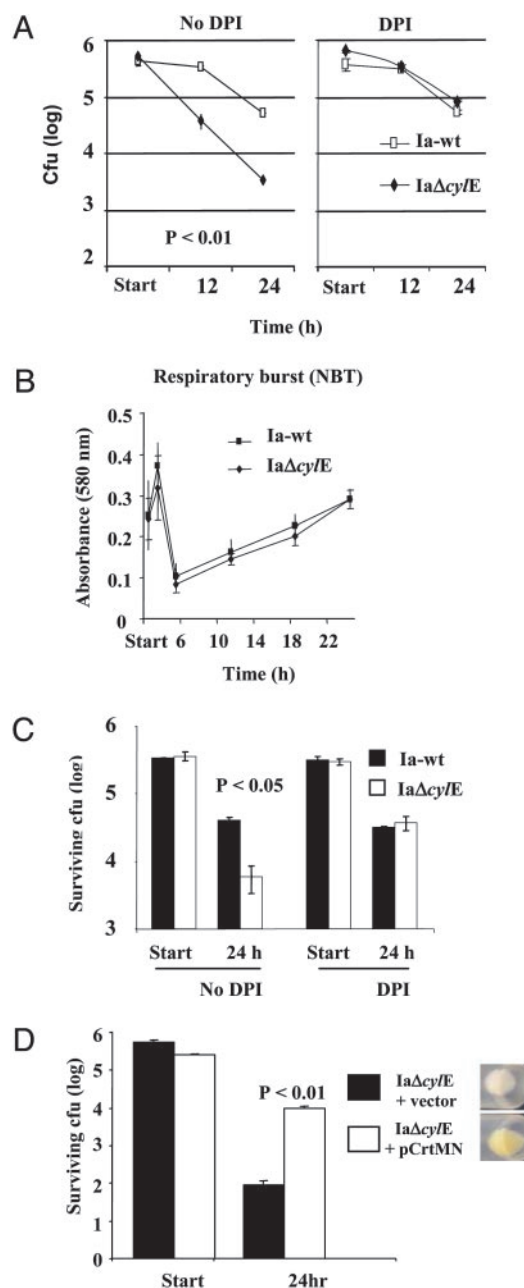 A
No DPI
DPI
Cfu (log)
6
5
4
3
2
P < 0.01
Ia-wt
IaΔcylE
Start 12 24
Start 12 24
Time (h)
B
Respiratory burst (NBT)
Absorbance (580 nm)
0.5
0.4
0.3
0.2
0.1
0
Ia-wt
IaΔcylE
Start 6 10 14 18 22
Time (h)
C
Surviving cfu (log)
6
5
4
3
P < 0.05
Ia-wt
IaΔcylE
Start 24 h Start 24 h
No DPI DPI
D
Surviving cfu (log)
6
5
4
3
2
1
0
P < 0.01
IaΔcylE
+ vector
IaΔcylE
+ pCrtMN
Start 24hr